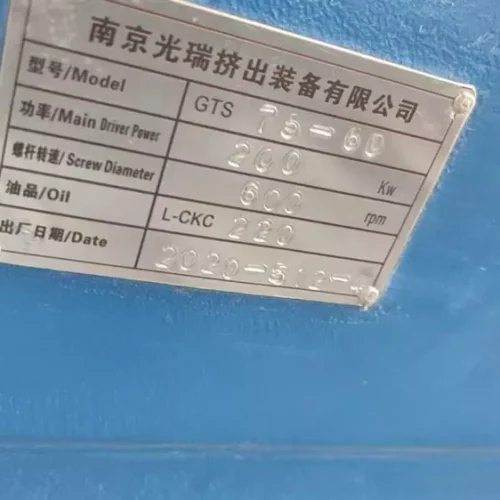 南京光瑞挤出装备有限公司
型号/Model GTS 75-60
功率/Main Driver Power 200 Kw
螺杆转速/Screw Diameter 600 rpm
油品/Oil L-CKC 220
出厂日期/Date